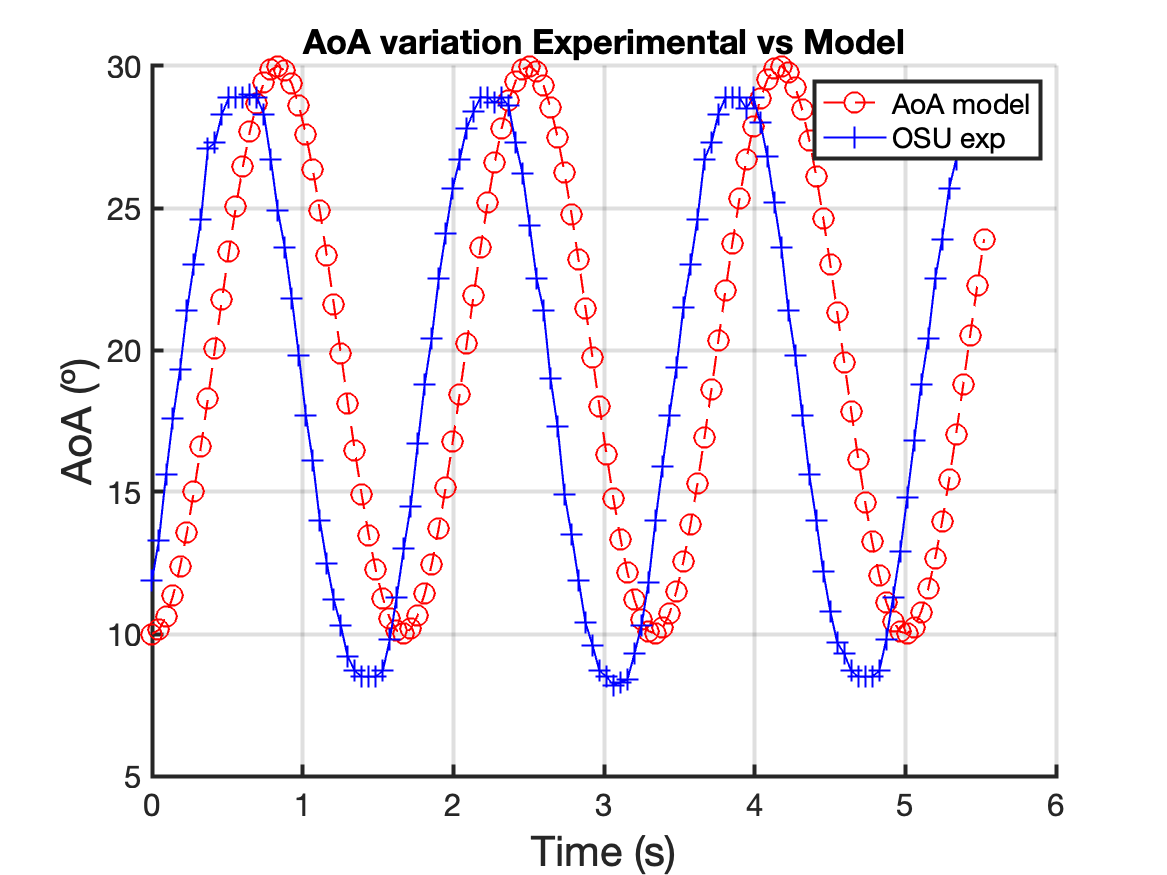 AoA variation Experimental vs Model
30
25
20
15
10
5
AoA (º)
AoA model
OSU exp
0 1 2 3 4 5 6
Time (s)